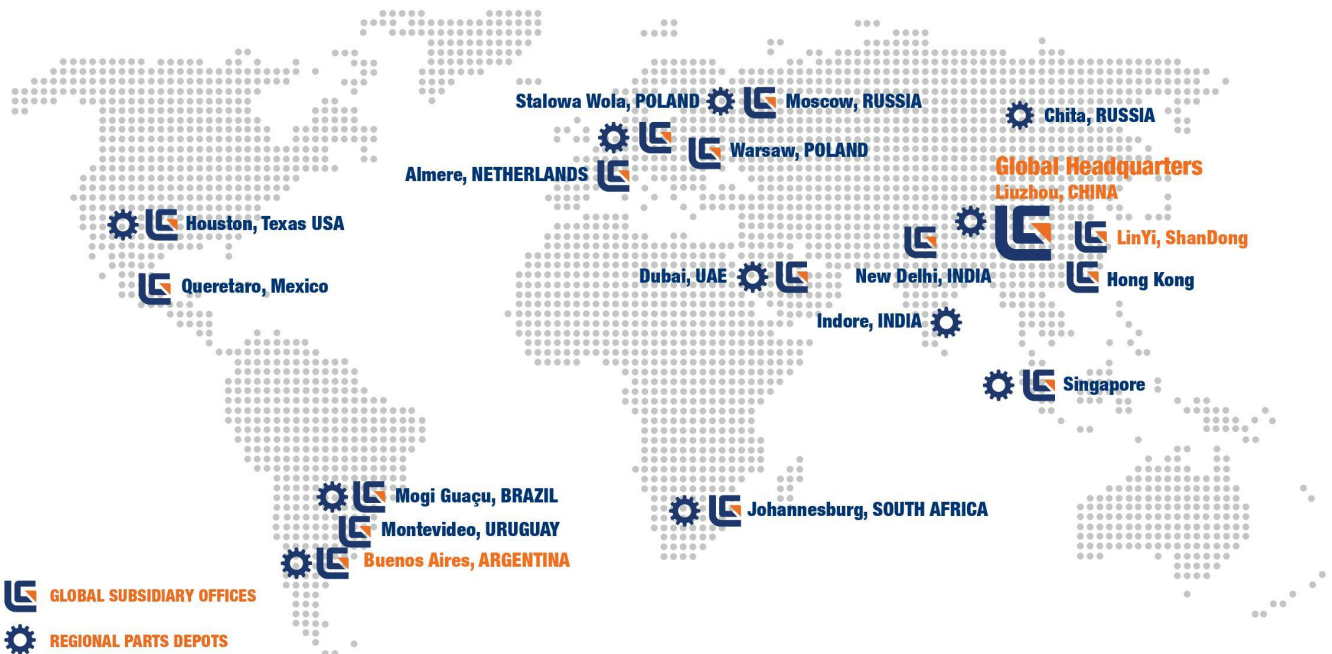 Stalowa Wola, POLAND
Moscow, RUSSIA
Chita, RUSSIA
Warsaw, POLAND
Almere, NETHERLANDS
Global Headquarters
Liuzhou, CHINA
Houston, Texas USA
LinYi, ShanDong
Dubai, UAE
New Delhi, INDIA
Hong Kong
Queretaro, Mexico
Indore, INDIA
Singapore
Mogi Guaçu, BRAZIL
Johannesburg, SOUTH AFRICA
Montevideo, URUGUAY
Buenos Aires, ARGENTINA
GLOBAL SUBSIDIARY OFFICES
REGIONAL PARTS DEPOTS